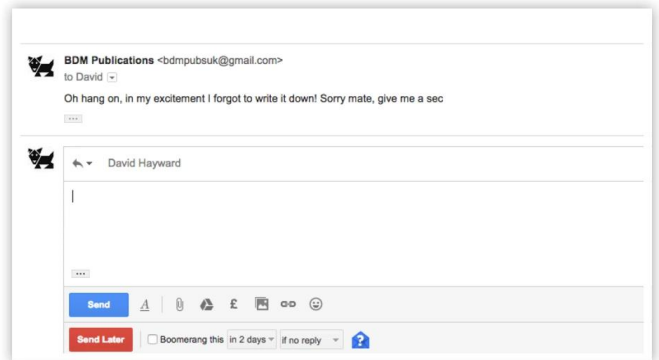 BDM Publications <bdmpubsuk@gmail.com>
to David
Oh hang on, in my excitement I forgot to write it down! Sorry mate, give me a sec
...
David Hayward
...
Send A £
Send Later Boomerang this in 2 days if no reply ?